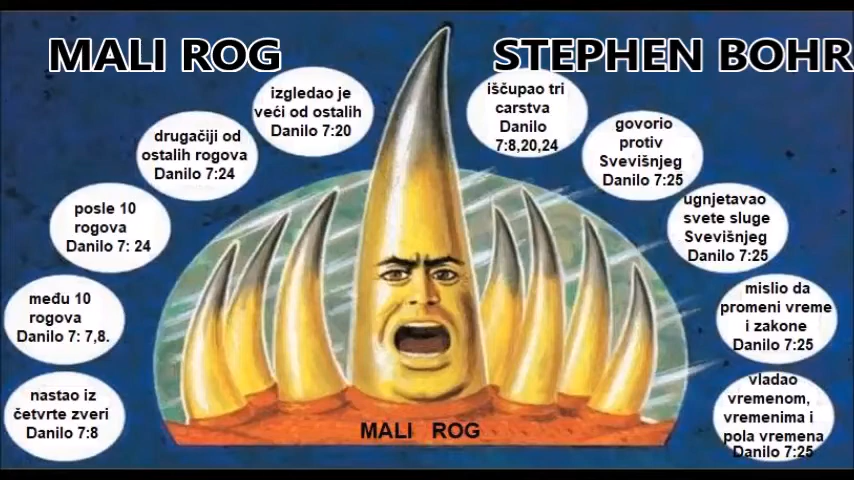 MALI ROG
STEPHEN BOHR
izgledao je
veći od ostalih
Danilo 7:20
iščupao tri
carstva
Danilo
7:8,20,24
drugačiji od
ostalih rogova
Danilo 7:24
govorio
protiv
Svevišnjeg
Danilo 7:25
posle 10
rogova
Danilo 7: 24
ugnjetavao
svete sluge
Svevišnjeg
Danilo 7:25
među 10
rogova
Danilo 7: 7,8.
mislio da
promeni vreme
i zakone
Danilo 7:25
nastao iz
četvrte zveri
Danilo 7:8
vladao
vremenom,
vremenima i
pola vremena
Danilo 7:25
MALI ROG